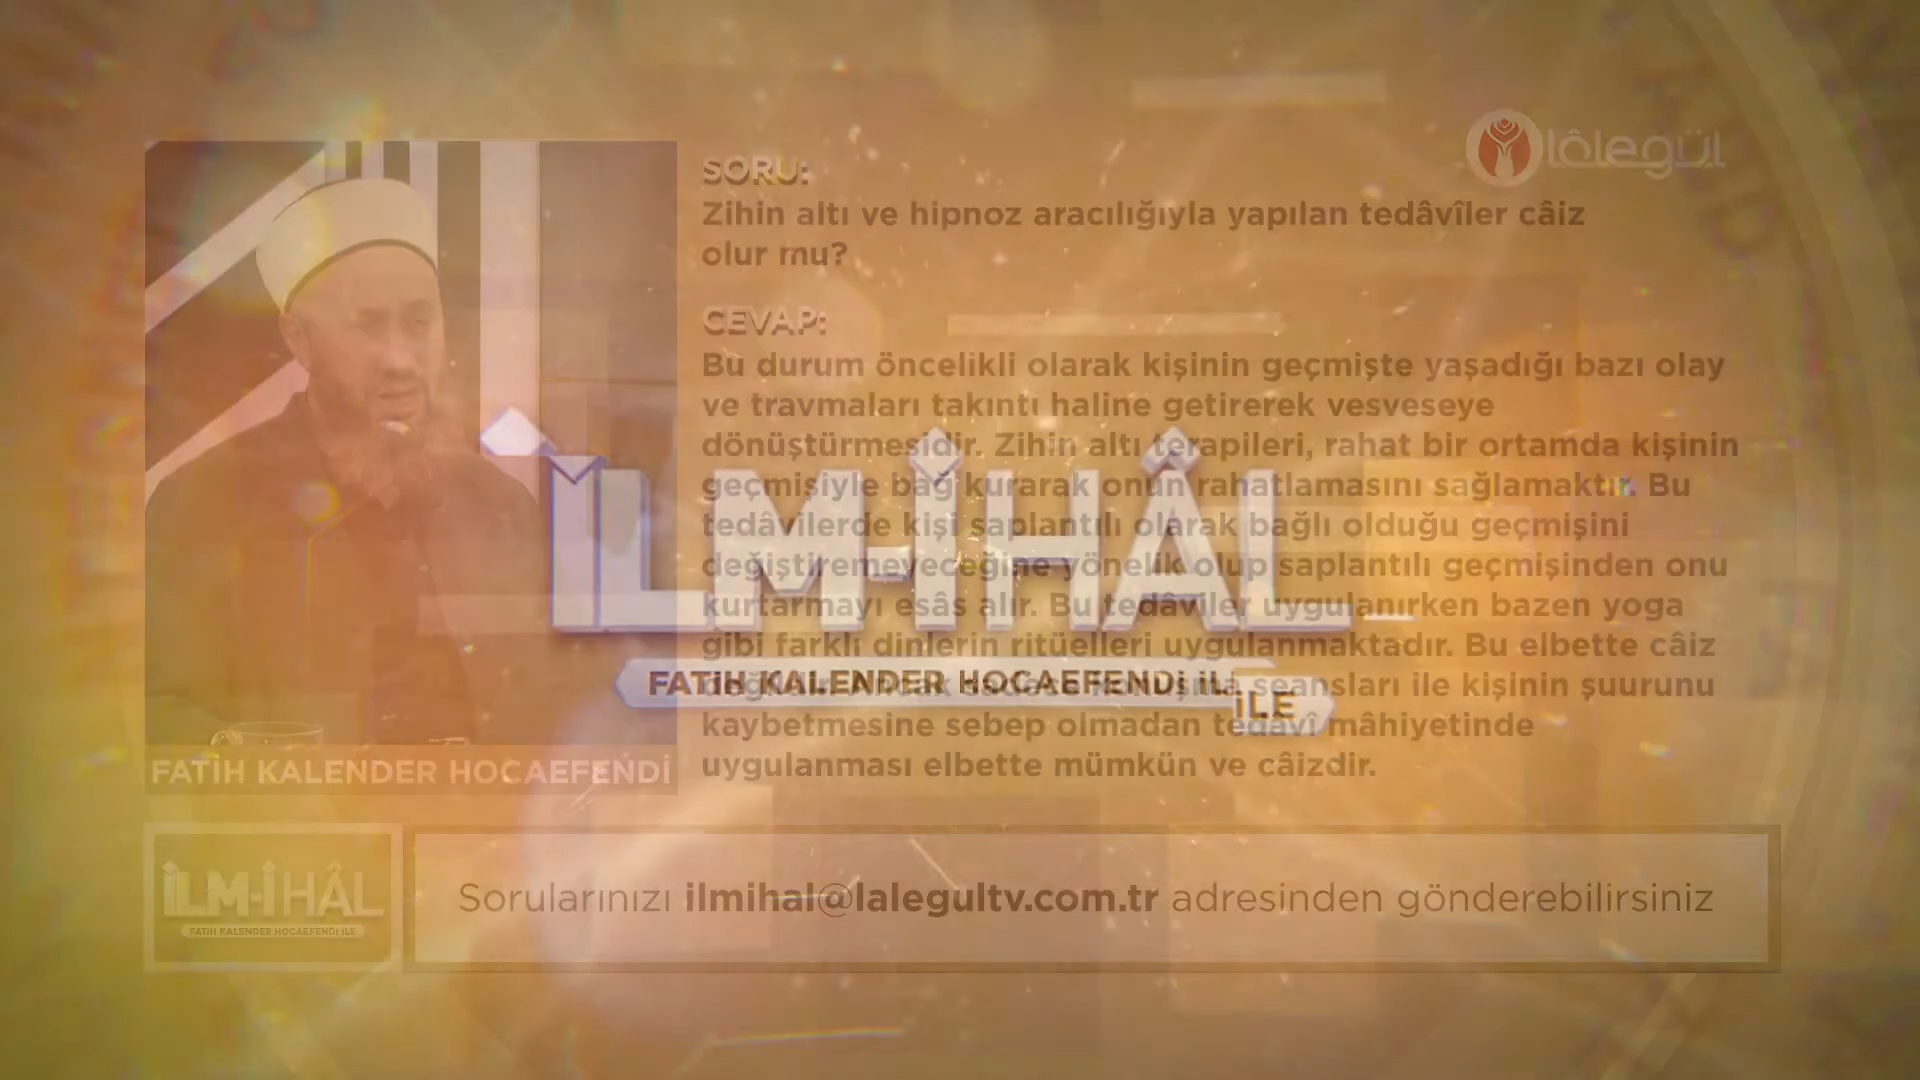 lâlegül
SORU:
Zihin altı ve hipnoz aracılığıyla yapılan tedâvîler câiz
olur mu?
CEVAP:
Bu durum öncelikli olarak kişinin geçmişte yaşadığı bazı olay
ve travmaları takıntı haline getirerek vesveseye
dönüştürmesidir. Zihin altı terapileri, rahat bir ortamda kişinin
geçmişiyle bağ kurarak onun rahatlamasını sağlamaktır. Bu
tedâvilerde kişi saplantılı olarak bağlı olduğu geçmişini
değiştiremeyeceğine yönelik olup saplantılı geçmişinden onu
kurtarmayı esâs alır. Bu tedâviler uygulanırken bazen yoga
gibi farklı dinlerin ritüelleri uygulanmaktadır. Bu elbette câiz
seansları ile kişinin şuurunu
kaybetmesine sebep olmadan tedavî mâhiyetinde
uygulanması elbette mümkün ve câizdir.
İLM-İHÂL
FATİH KALENDER HOCAEFENDİ İLE
İLE
FATİH KALENDER HOCAEFENDİ
İLM-İHÂL
FATİH KALENDER HOCAEFENDİ İLE
Sorularınızı ilmihal@lalegultv.com.tr adresinden gönderebilirsiniz